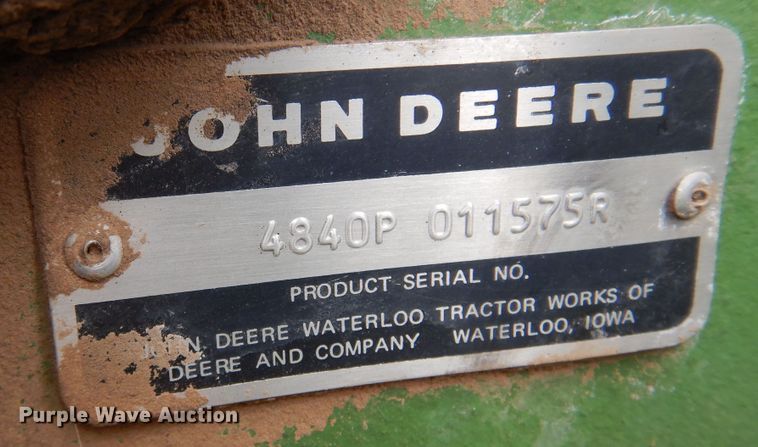 JOHN DEERE
4840P 011575R
PRODUCT SERIAL NO.
JOHN DEERE WATERLOO TRACTOR WORKS OF
DEERE AND COMPANY WATERLOO, IOWA
Purple Wave Auction